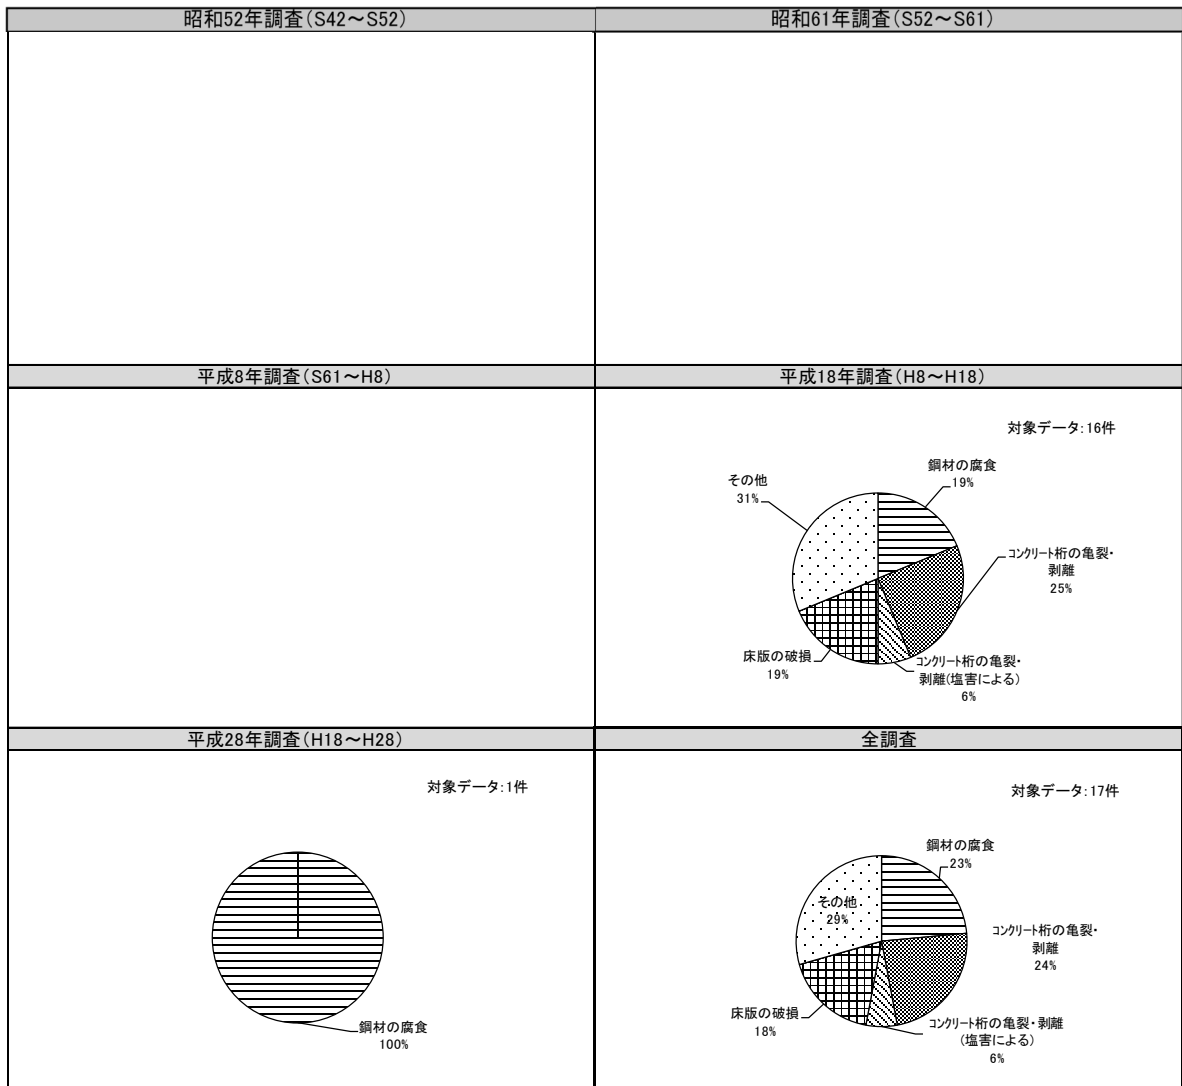 昭和52年調査(S42～S52)
昭和61年調査(S52～S61)
平成8年調査(S61～H8)
平成18年調査(H8～H18)
対象データ:16件
鋼材の腐食
19%
その他
31%
コンクリート桁の亀裂・
剥離
25%
床版の破損
19%
コンクリート桁の亀裂・
剥離(塩害による)
6%
平成28年調査(H18～H28)
対象データ:1件
鋼材の腐食
100%
全調査
対象データ:17件
鋼材の腐食
23%
その他
29%
コンクリート桁の亀裂・
剥離
24%
床版の破損
18%
コンクリート桁の亀裂・剥離
(塩害による)
6%